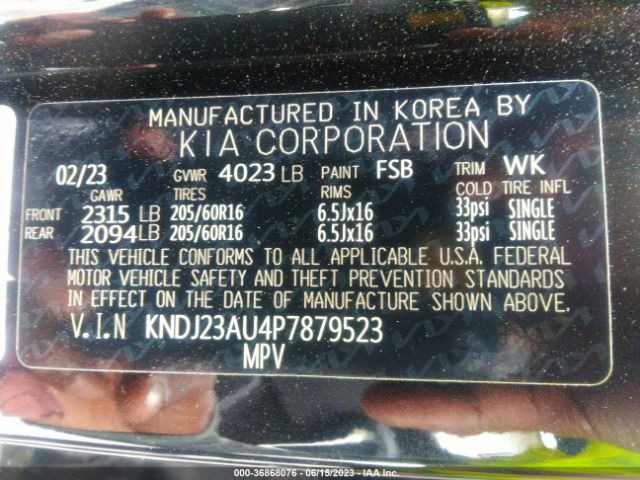 MANUFACTURED IN KOREA BY
KIA CORPORATION
02/23 GVWR 4023 LB PAINT FSB TRIM WK
GAWR TIRES RIMS COLD TIRE INFL
FRONT 2315 LB 205/60R16 6.5Jx16 33psi SINGLE
REAR 2094 LB 205/60R16 6.5Jx16 33psi SINGLE
THIS VEHICLE CONFORMS TO ALL APPLICABLE U.S.A. FEDERAL
MOTOR VEHICLE SAFETY AND THEFT PREVENTION STANDARDS
IN EFFECT ON THE DATE OF MANUFACTURE SHOWN ABOVE.
V.I.N KNDJ23AU4P7879523
MPV
000-36868076 - 06/15/2023 - IAA Inc.